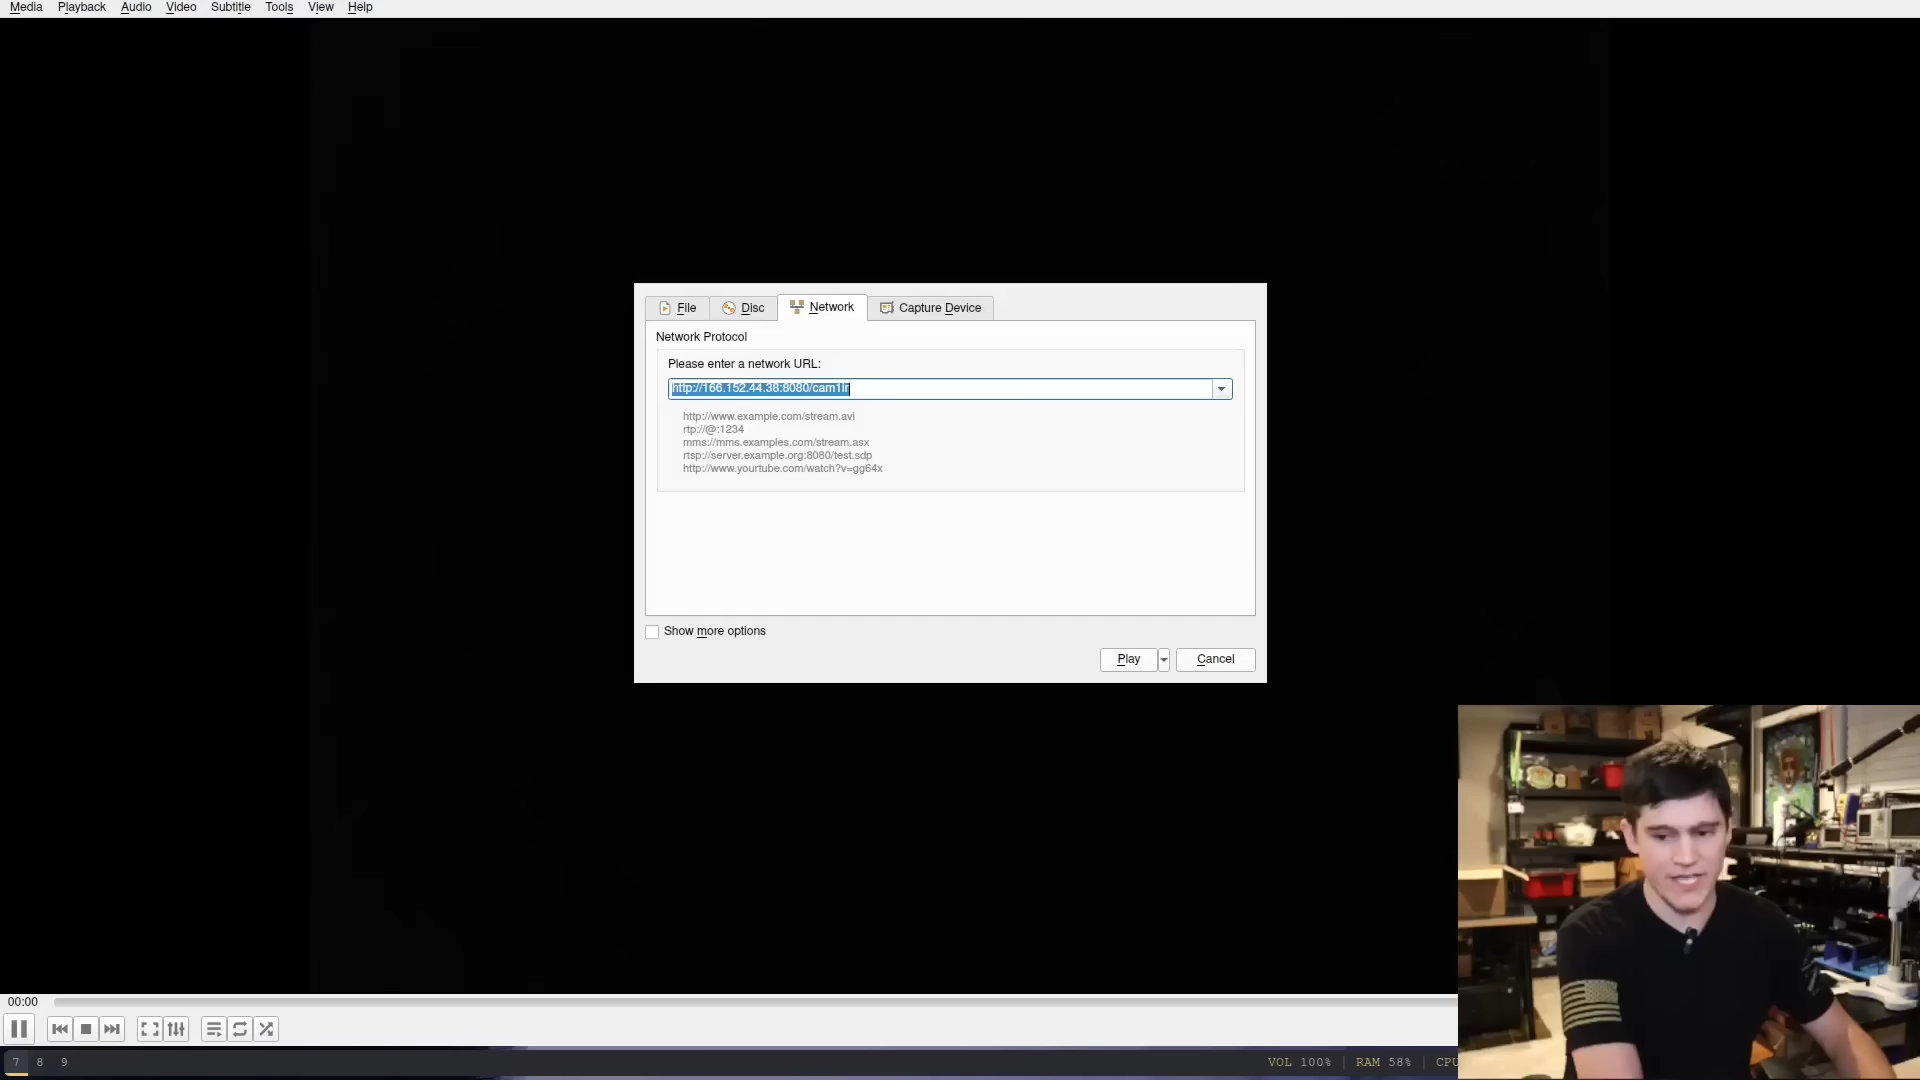 Media Playback Audio Video Subtitle Tools View Help
File Disc Network Capture Device
Network Protocol
Please enter a network URL:
http://166.152.44.38:8080/cam1ir
http://www.example.com/stream.avi
rtp://@:1234
mms://mms.examples.com/stream.asx
rtsp://server.example.org:8080/test.sdp
http://www.yourtube.com/watch?v=gg64x
Show more options
Play Cancel
00:00
7 8 9 VOL 100% | RAM 58% | CPU